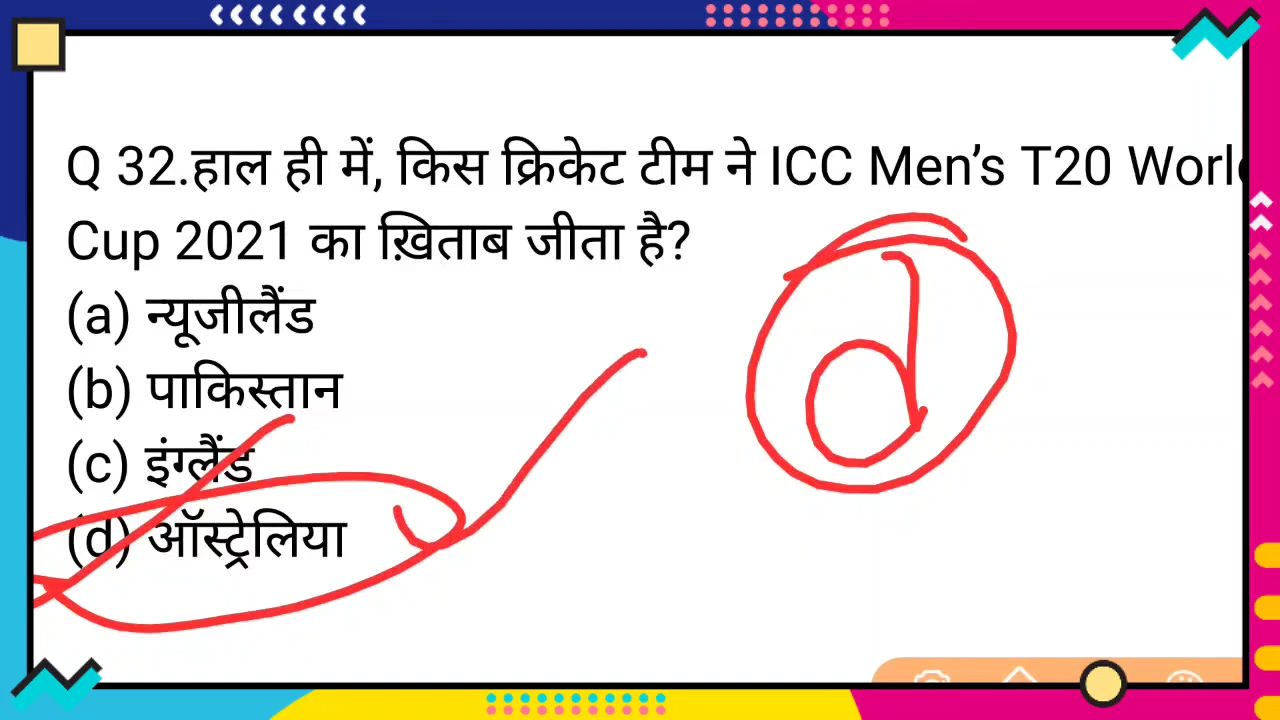 Q 32.हाल ही में, किस क्रिकेट टीम ने ICC Men’s T20 World
Cup 2021 का ख़िताब जीता है?
(a) न्यूजीलैंड
(b) पाकिस्तान
(c) इंग्लैंड
(d) ऑस्ट्रेलिया
d